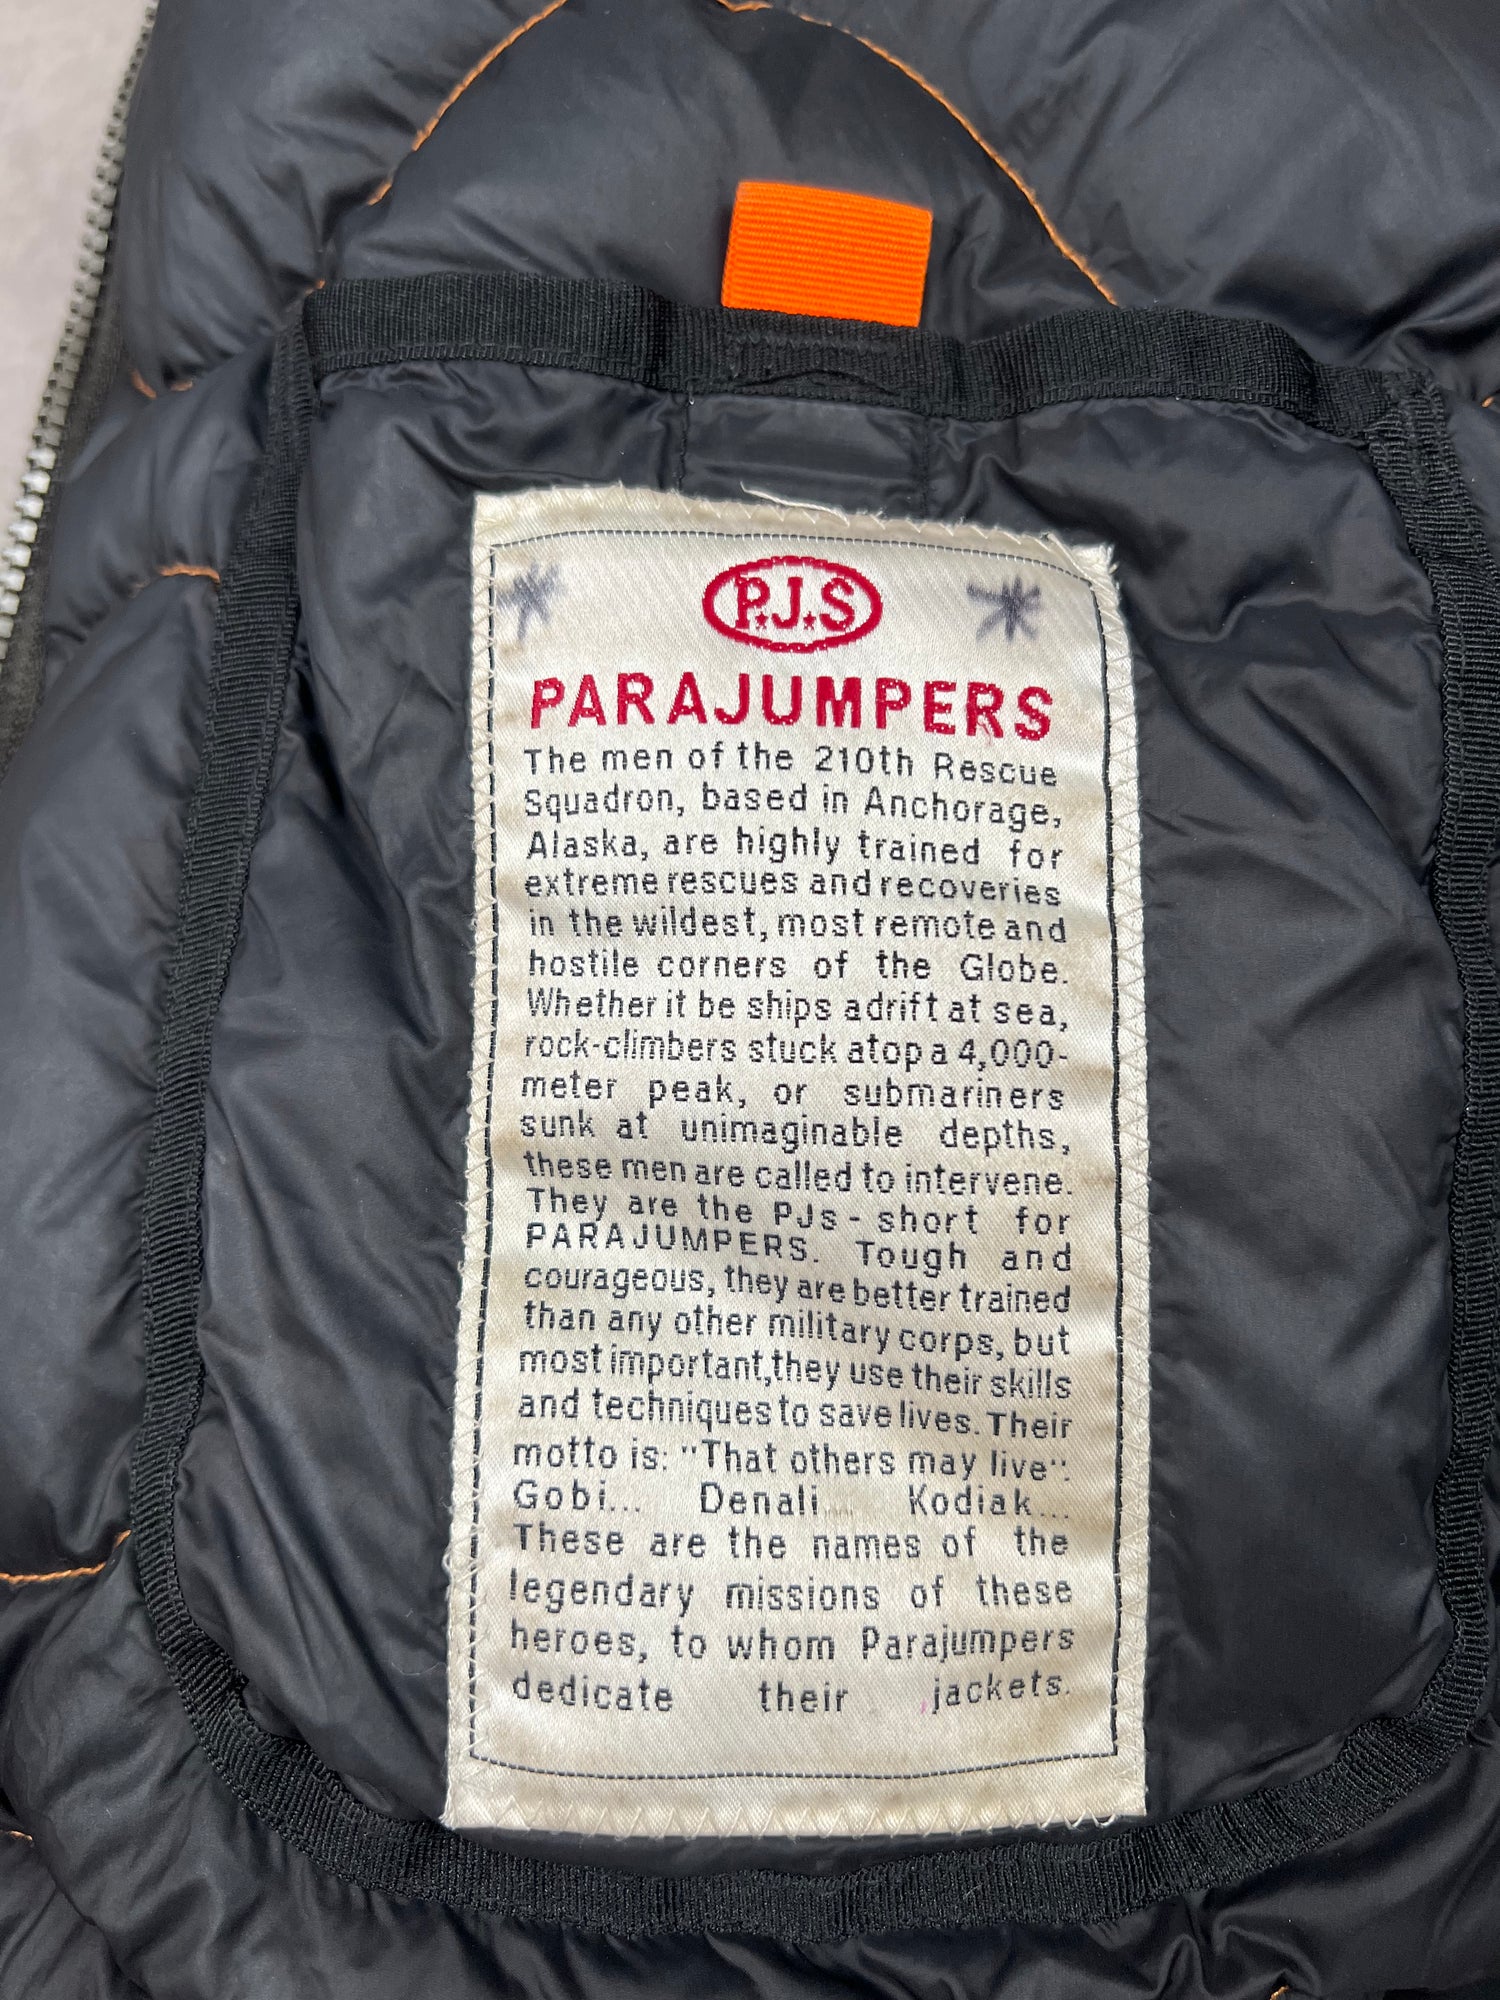 P.J.S
PARAJUMPERS
The men of the 210th Rescue
Squadron, based in Anchorage,
Alaska, are highly trained for
extreme rescues and recoveries
in the wildest, most remote and
hostile corners of the Globe.
Whether it be ships adrift at sea,
rock-climbers stuck atop a 4,000-
meter peak, or submariners
sunk at unimaginable depths,
these men are called to intervene.
They are the PJs - short for
PARAJUMPERS. Tough and
courageous, they are better trained
than any other military corps, but
most important,they use their skills
and techniques to save lives. Their
motto is: "That others may live":
Gobi... Denali... Kodiak...
These are the names of the
legendary missions of these
heroes, to whom Parajumpers
dedicate their jackets.